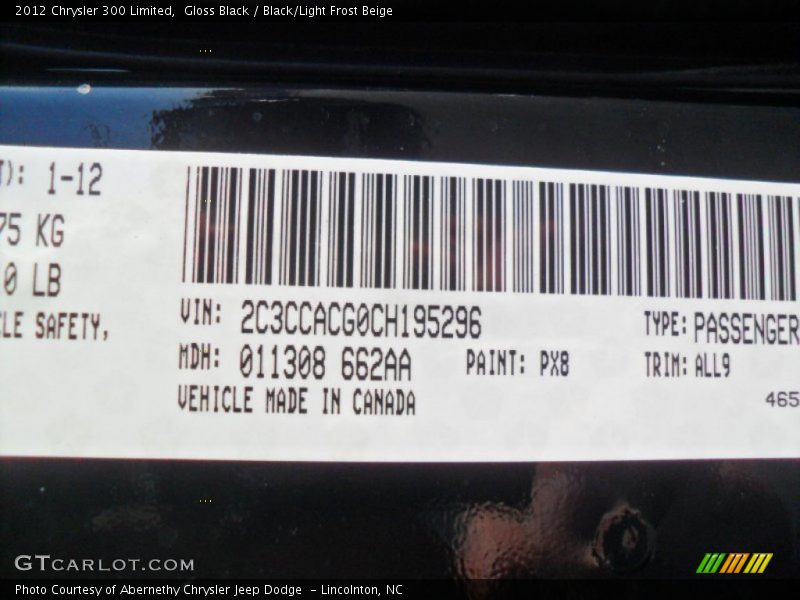 2012 Chrysler 300 Limited,  Gloss Black / Black/Light Frost Beige
T): 1-12
75 KG
0 LB
CLE SAFETY,
VIN: 2C3CCACG0CH195296
TYPE: PASSENGER
MDH: 011308 662AA
PAINT: PX8
TRIM: ALL9
VEHICLE MADE IN CANADA
465
GTCARLOT.COM
Photo Courtesy of Abernethy Chrysler Jeep Dodge  - Lincolnton, NC